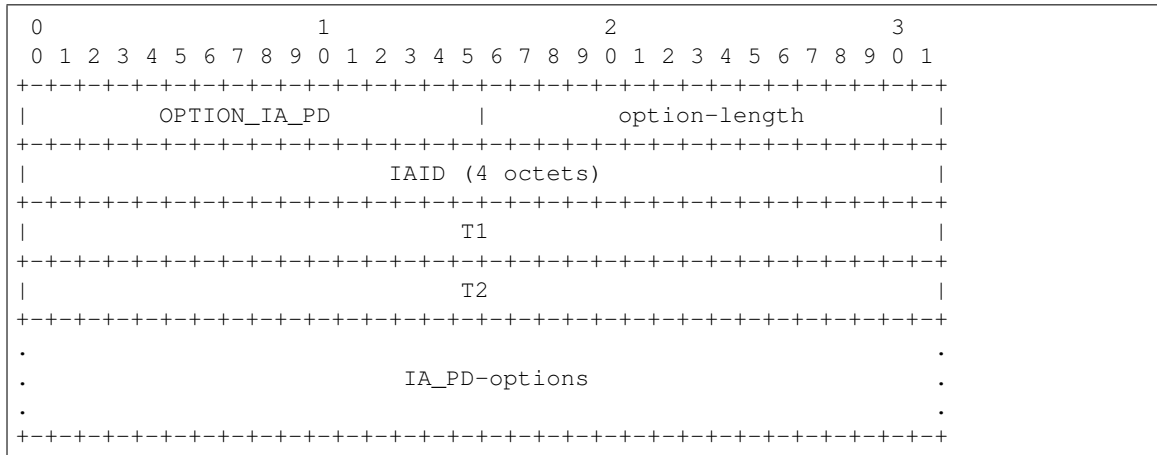 0                   1                   2                   3
 0 1 2 3 4 5 6 7 8 9 0 1 2 3 4 5 6 7 8 9 0 1 2 3 4 5 6 7 8 9 0 1
+-+-+-+-+-+-+-+-+-+-+-+-+-+-+-+-+-+-+-+-+-+-+-+-+-+-+-+-+-+-+-+-+
|         OPTION_IA_PD          |         option-length         |
+-+-+-+-+-+-+-+-+-+-+-+-+-+-+-+-+-+-+-+-+-+-+-+-+-+-+-+-+-+-+-+-+
|                         IAID (4 octets)                       |
+-+-+-+-+-+-+-+-+-+-+-+-+-+-+-+-+-+-+-+-+-+-+-+-+-+-+-+-+-+-+-+-+
|                              T1                               |
+-+-+-+-+-+-+-+-+-+-+-+-+-+-+-+-+-+-+-+-+-+-+-+-+-+-+-+-+-+-+-+-+
|                              T2                               |
+-+-+-+-+-+-+-+-+-+-+-+-+-+-+-+-+-+-+-+-+-+-+-+-+-+-+-+-+-+-+-+-+
.                                                               .
.                          IA_PD-options                        .
.                                                               .
+-+-+-+-+-+-+-+-+-+-+-+-+-+-+-+-+-+-+-+-+-+-+-+-+-+-+-+-+-+-+-+-+